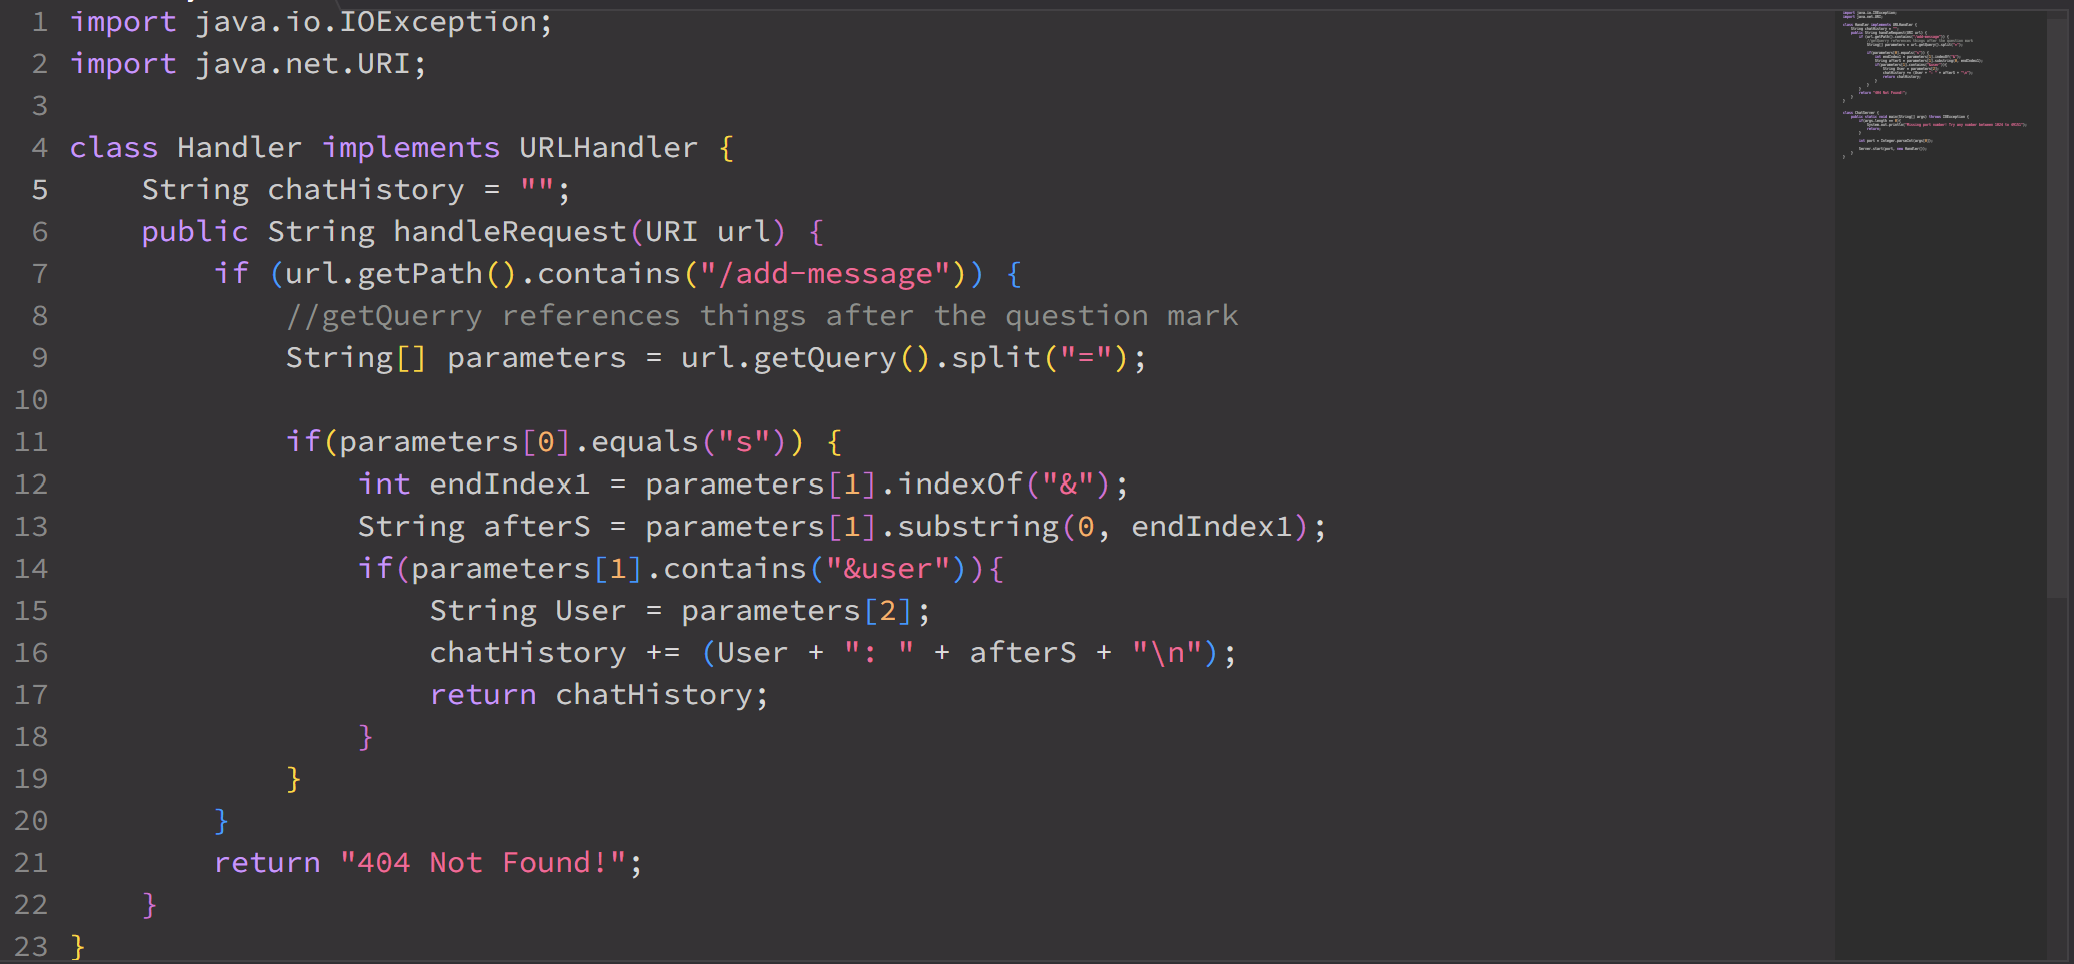 1 import java.io.IOException;
2 import java.net.URI;
3
4 class Handler implements URLHandler {
5     String chatHistory = "";
6     public String handleRequest(URI url) {
7         if (url.getPath().contains("/add-message")) {
8             //getQuerry references things after the question mark
9             String[] parameters = url.getQuery().split("=");
10
11             if(parameters[0].equals("s")) {
12                 int endIndex1 = parameters[1].indexOf("&");
13                 String afterS = parameters[1].substring(0, endIndex1);
14                 if(parameters[1].contains("&user")){
15                     String User = parameters[2];
16                     chatHistory += (User + ": " + afterS + "\n");
17                     return chatHistory;
18                 }
19             }
20         }
21         return "404 Not Found!";
22     }
23 }